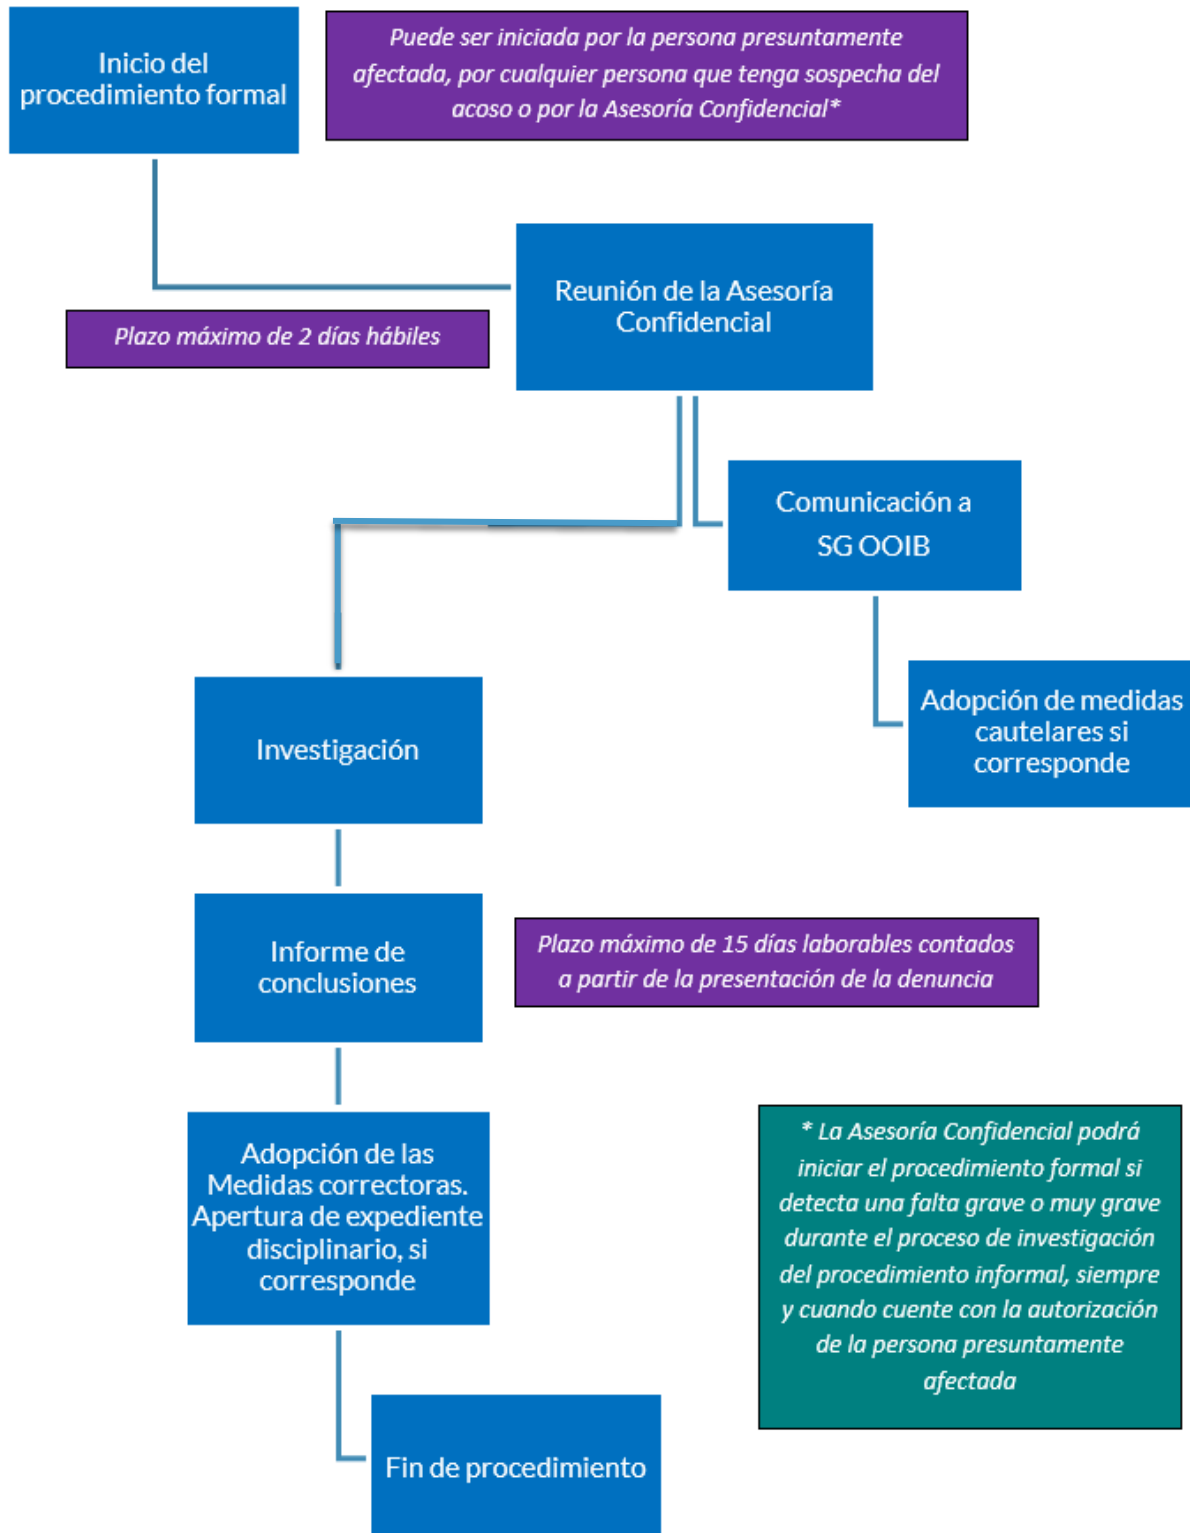 Inicio del
procedimiento formal
Puede ser iniciada por la persona presuntamente
afectada, por cualquier persona que tenga sospecha del
acoso o por la Asesoría Confidencial*
Reunión de la Asesoría
Confidencial
Plazo máximo de 2 días hábiles
Comunicación a
SG OOIB
Adopción de medidas
cautelares si
corresponde
Investigación
Informe de
conclusiones
Plazo máximo de 15 días laborables contados
a partir de la presentación de la denuncia
Adopción de las
Medidas correctoras.
Apertura de expediente
disciplinario, si
corresponde
* La Asesoría Confidencial podrá
iniciar el procedimiento formal si
detecta una falta grave o muy grave
durante el proceso de investigación
del procedimiento informal, siempre
y cuando cuente con la autorización
de la persona presuntamente
afectada
Fin de procedimiento